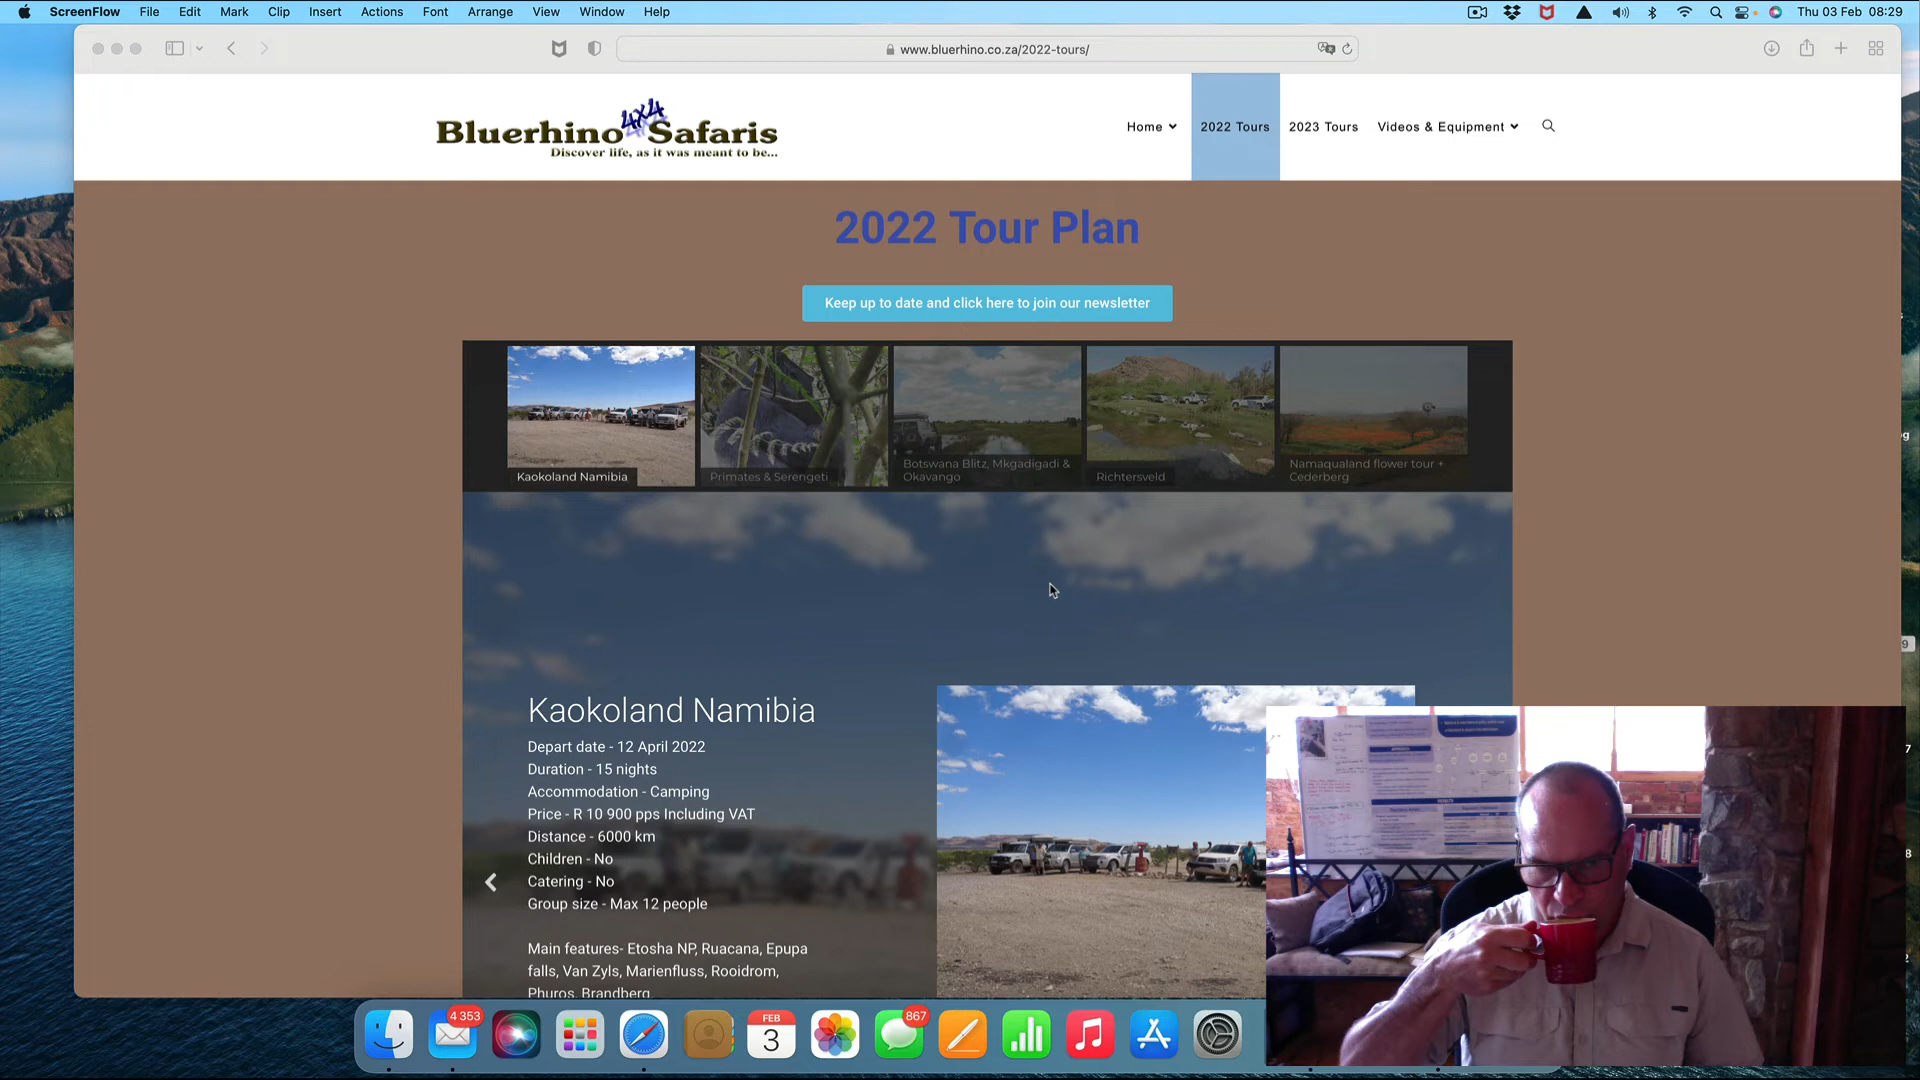 ScreenFlow File Edit Mark Clip Insert Actions Font Arrange View Window Help Thu 03 Feb 08:29
www.bluerhino.co.za/2022-tours/
Bluerhino 4x4 Safaris
Discover life, as it was meant to be...
Home 2022 Tours 2023 Tours Videos & Equipment
2022 Tour Plan
Keep up to date and click here to join our newsletter
Kaokoland Namibia
Primates & Serengeti
Botswana Blitz, Mkgadigadi &
Okavango
Richtersveld
Namaqualand flower tour +
Cederberg
Kaokoland Namibia
Depart date - 12 April 2022
Duration - 15 nights
Accommodation - Camping
Price - R 10 900 pps Including VAT
Distance - 6000 km
Children - No
Catering - No
Group size - Max 12 people
Main features- Etosha NP, Ruacana, Epupa
falls, Van Zyls, Marienfluss, Rooidrom,
Phuros, Brandberg,
4 353
FEB
3
867